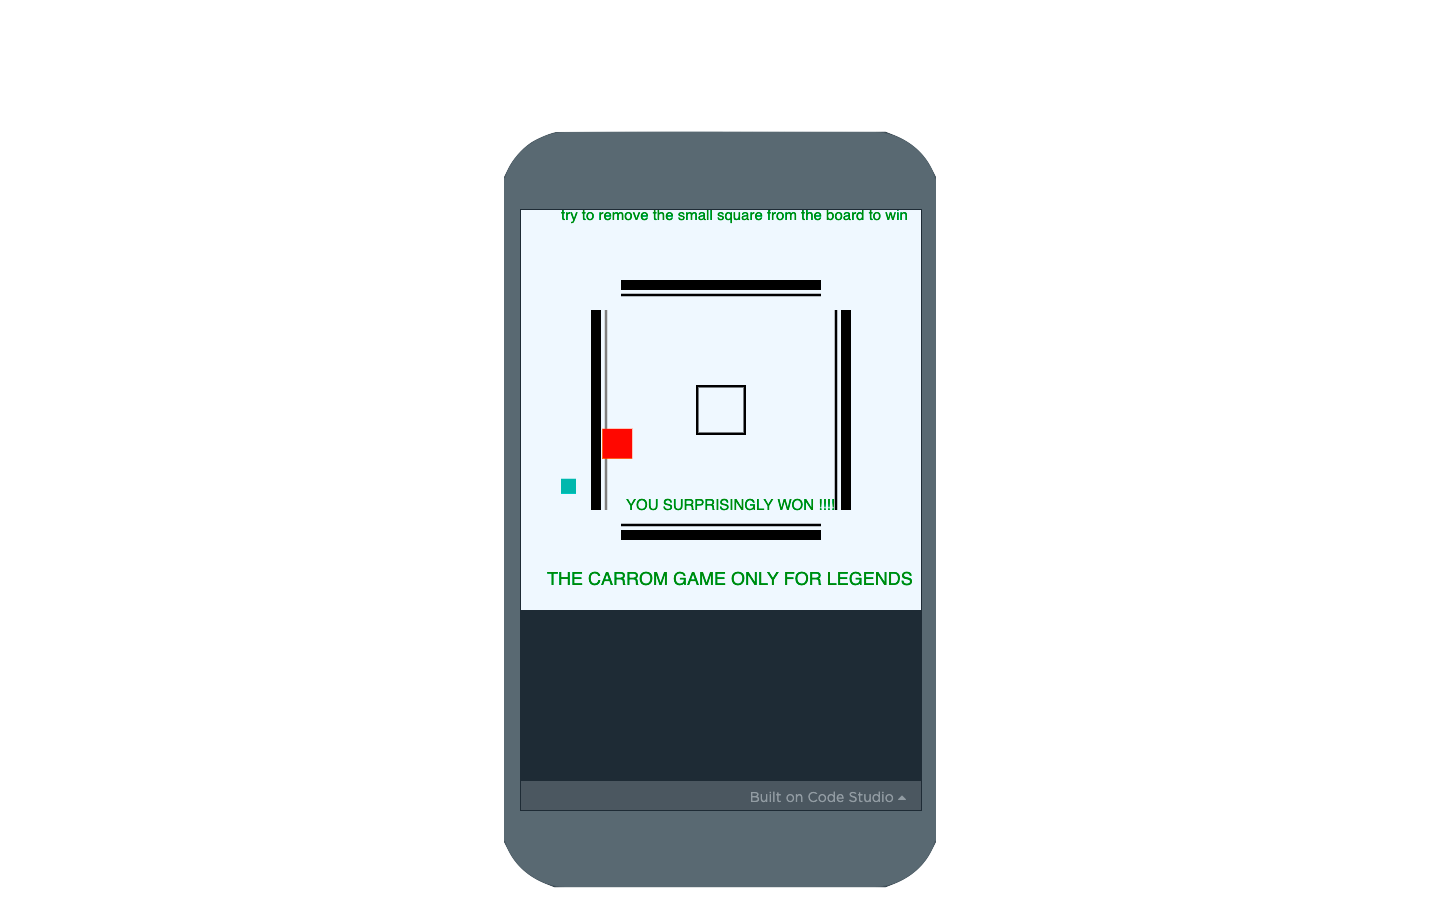 try to remove the small square from the board to win
YOU SURPRISINGLY WON !!!!
THE CARROM GAME ONLY FOR LEGENDS
Built on Code Studio